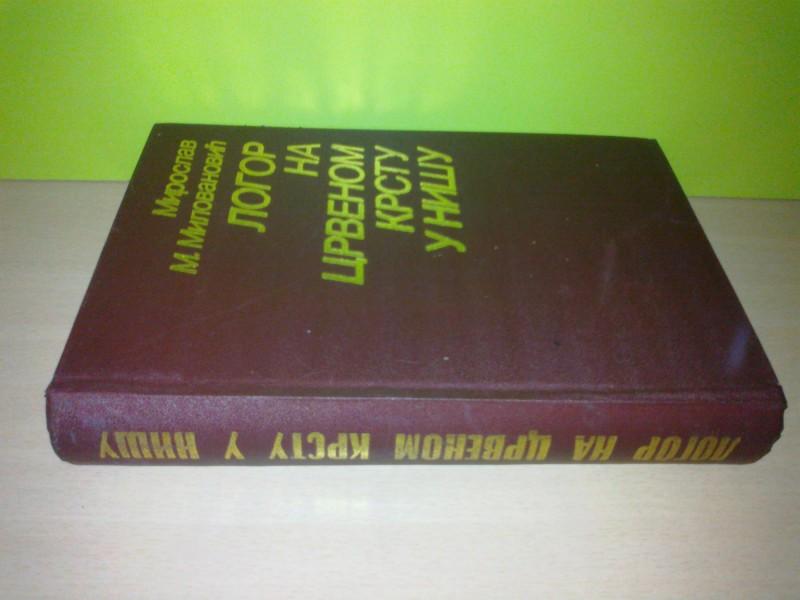 Мирослав
М. Миловановић
ЛОГОР
НА
ЦРВЕНОМ
КРСТУ
У НИШУ
ЛОГОР НА ЦРВЕНОМ КРСТУ У НИШУ